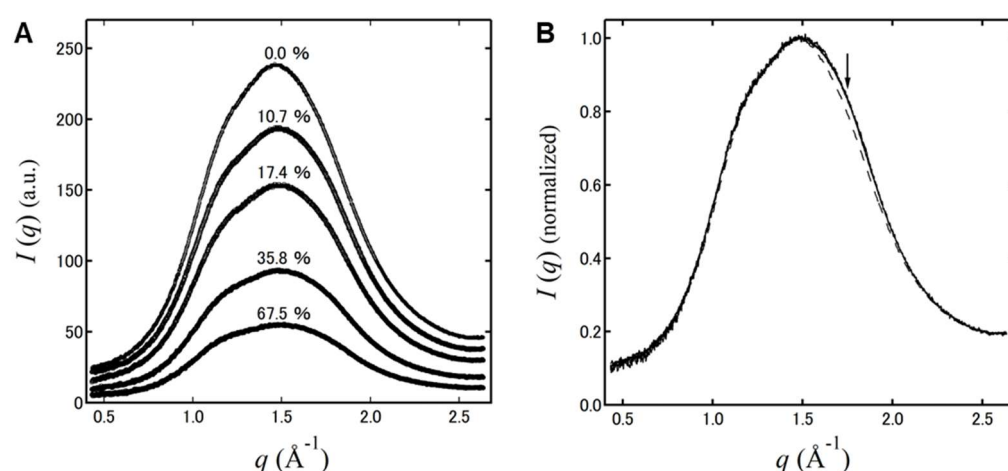 A
I (q) (a.u.)
250
200
150
100
50
0
0.0 %
10.7 %
17.4 %
35.8 %
67.5 %
0.5 1.0 1.5 2.0 2.5
q (Å⁻¹)
B
I (q) (normalized)
1.0
0.8
0.6
0.4
0.2
0.0
0.5 1.0 1.5 2.0 2.5
q (Å⁻¹)